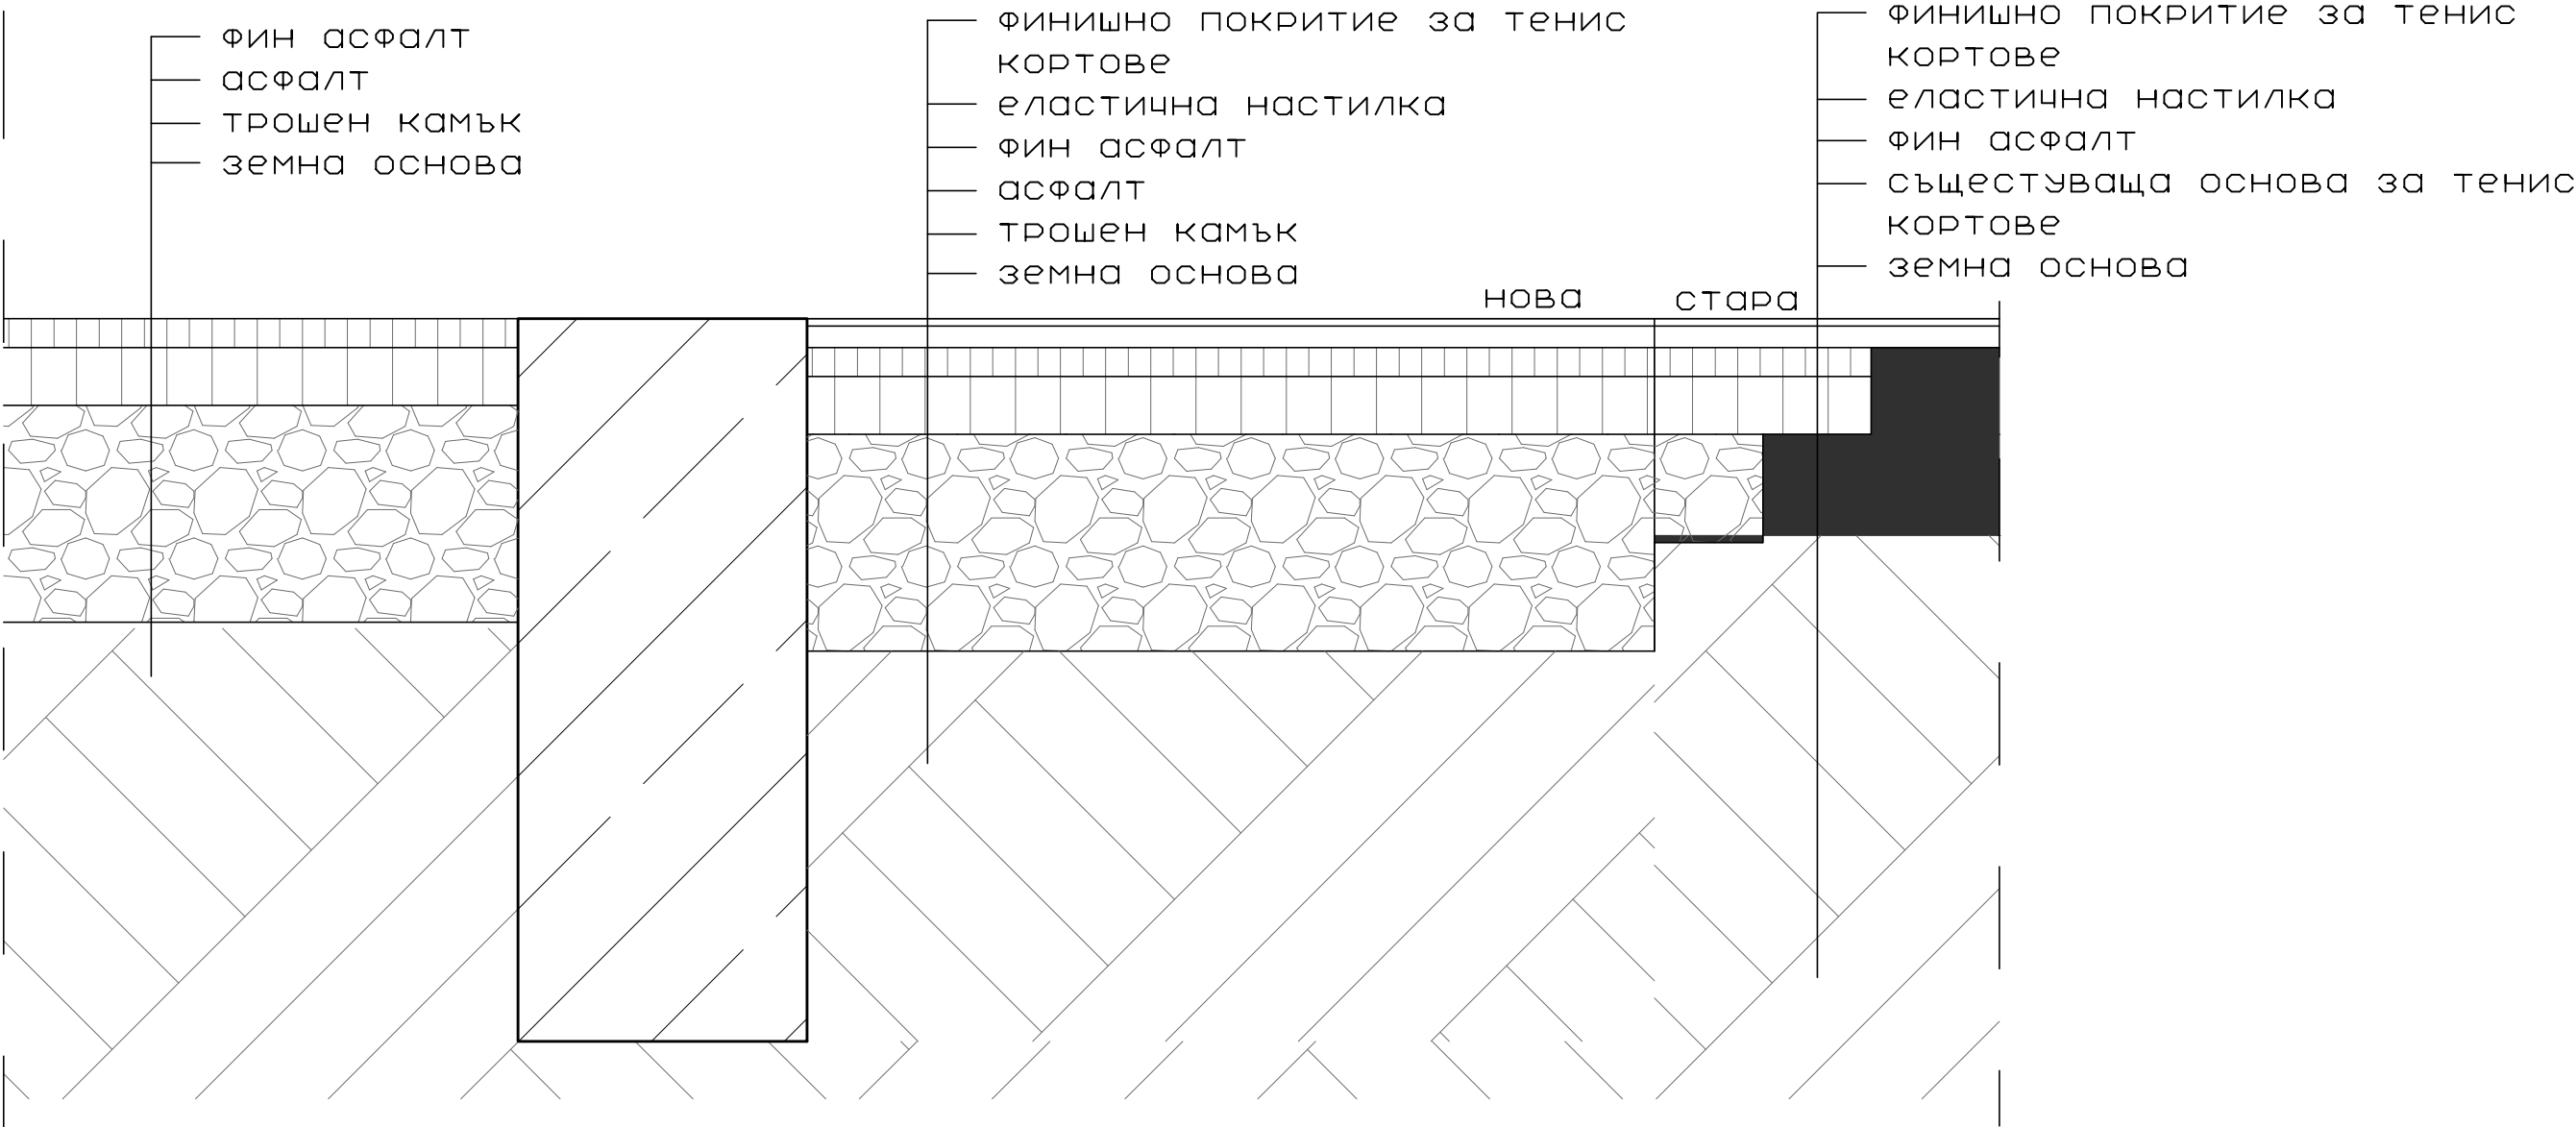 фин асфалт
асфалт
трошен камък
земна основа
финишно покритие за тенис
кортове
еластична настилка
фин асфалт
асфалт
трошен камък
земна основа
финишно покритие за тенис
кортове
еластична настилка
фин асфалт
същестуваща основа за тенис
кортове
земна основа
нова
стара